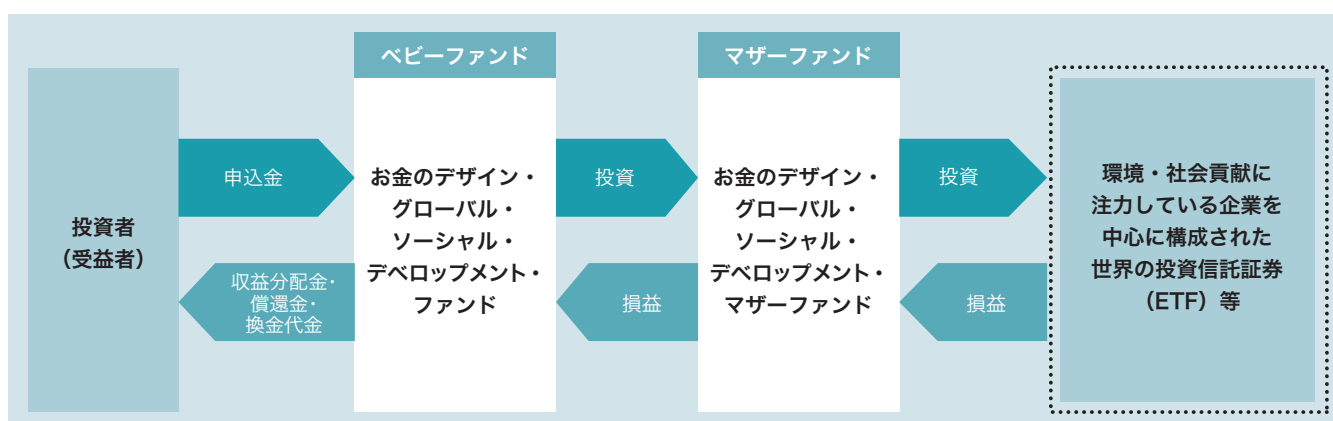 投資者
（受益者）
申込金
収益分配金・
償還金・
換金代金
ベビーファンド
お金のデザイン・
グローバル・
ソーシャル・
デベロップメント・
ファンド
投資
損益
マザーファンド
お金のデザイン・
グローバル・
ソーシャル・
デベロップメント・
マザーファンド
投資
損益
環境・社会貢献に
注力している企業を
中心に構成された
世界の投資信託証券
（ETF）等